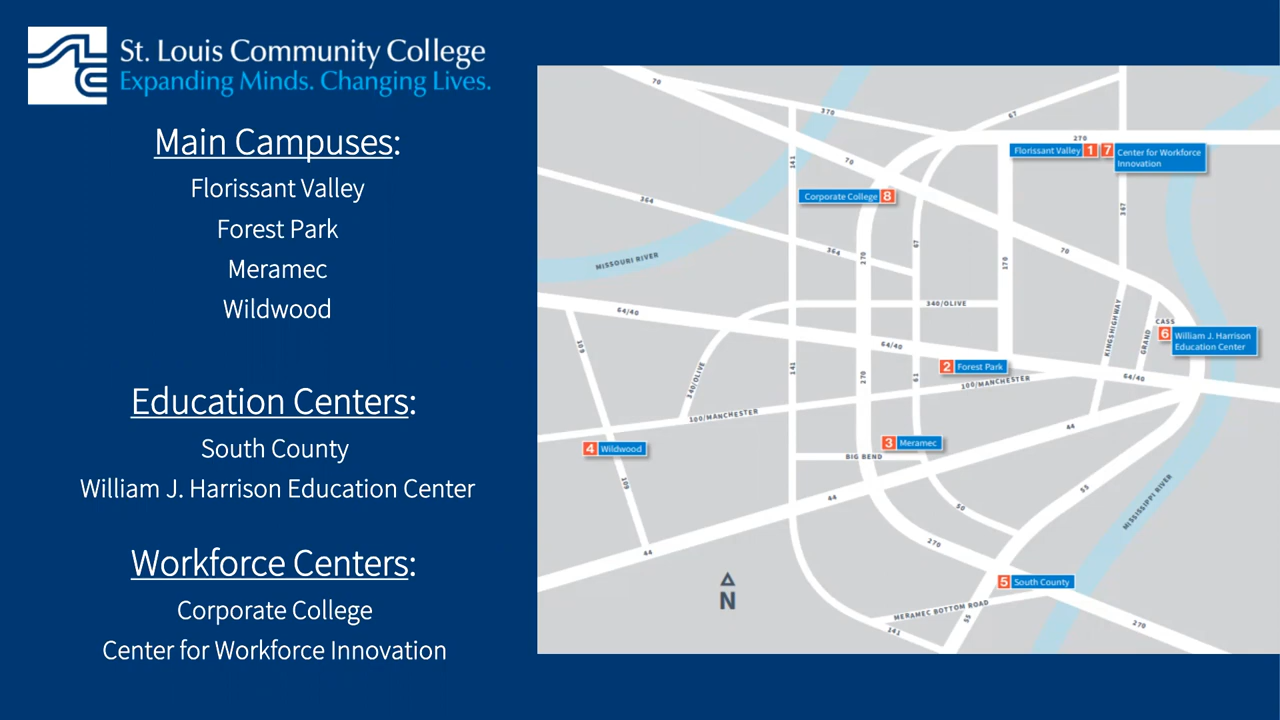 St. Louis Community College
Expanding Minds. Changing Lives.
Main Campuses:
Florissant Valley
Forest Park
Meramec
Wildwood
Education Centers:
South County
William J. Harrison Education Center
Workforce Centers:
Corporate College
Center for Workforce Innovation
70
370
67
270
141
70
Florissant Valley 1
7 Center for Workforce
Innovation
364
Corporate College 8
367
364
67
270
170
70
MISSOURI RIVER
64/40
340/OLIVE
KINGSHIGHWAY
GRAND
CASS
6 William J. Harrison
Education Center
109
64/40
141
340/OLIVE
270
61
2 Forest Park
100/MANCHESTER
64/40
100/MANCHESTER
44
4 Wildwood
3 Meramec
BIG BEND
109
44
50
55
MISSISSIPPI RIVER
44
270
N
5 South County
MERAMEC BOTTOM ROAD
141
55
270